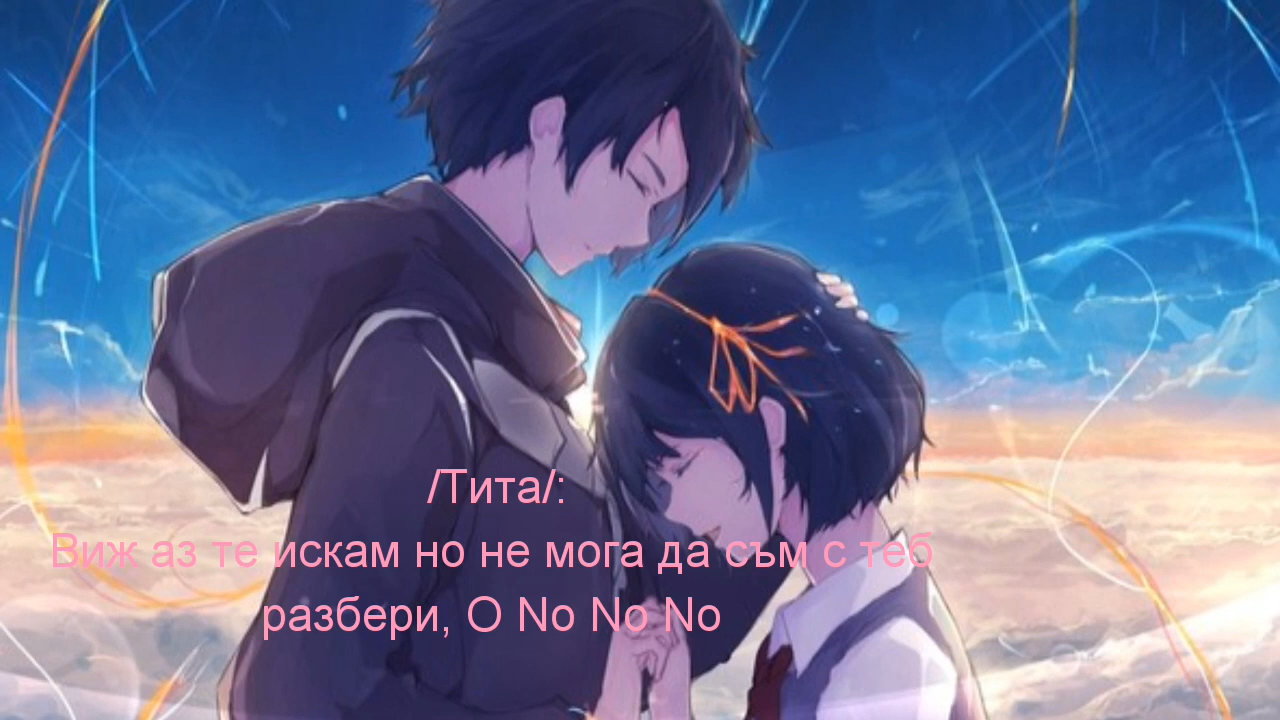 /Тита/:
Виж аз те искам но не мога да съм с теб
разбери, О No No No